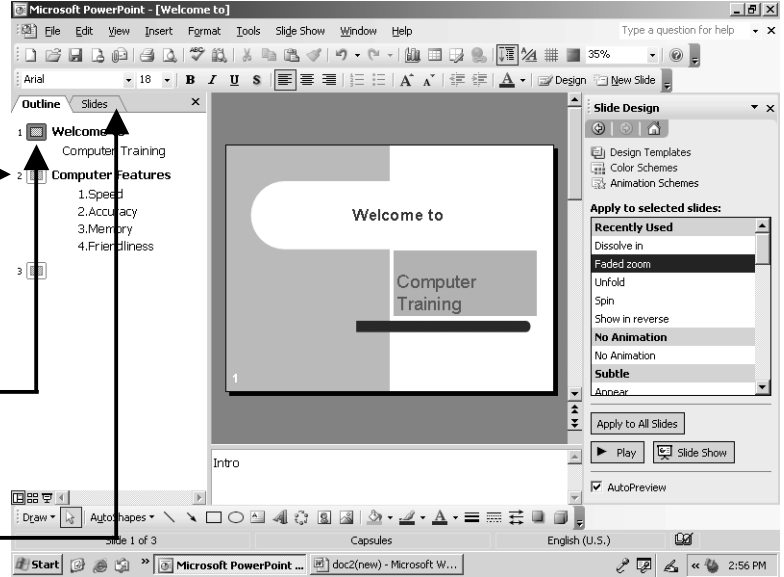 Microsoft PowerPoint - [Welcome to]
File Edit View Insert Format Tools Slide Show Window Help Type a question for help
35%
Arial 18 B I U S A A A Design New Slide
Outline Slides
1 Welcome to
Computer Training
2 Computer Features
1.Speed
2.Accuracy
3.Memory
4.Friendliness
3
Welcome to
Computer
Training
1
Intro
Slide Design
Design Templates
Color Schemes
Animation Schemes
Apply to selected slides:
Recently Used
Dissolve in
Faded zoom
Unfold
Spin
Show in reverse
No Animation
No Animation
Subtle
Appear
Apply to All Slides
Play Slide Show
AutoPreview
Draw AutoShapes A
Slide 1 of 3 Capsules English (U.S.)
Start » Microsoft PowerPoint ... doc2(new) - Microsoft W... « 2:56 PM